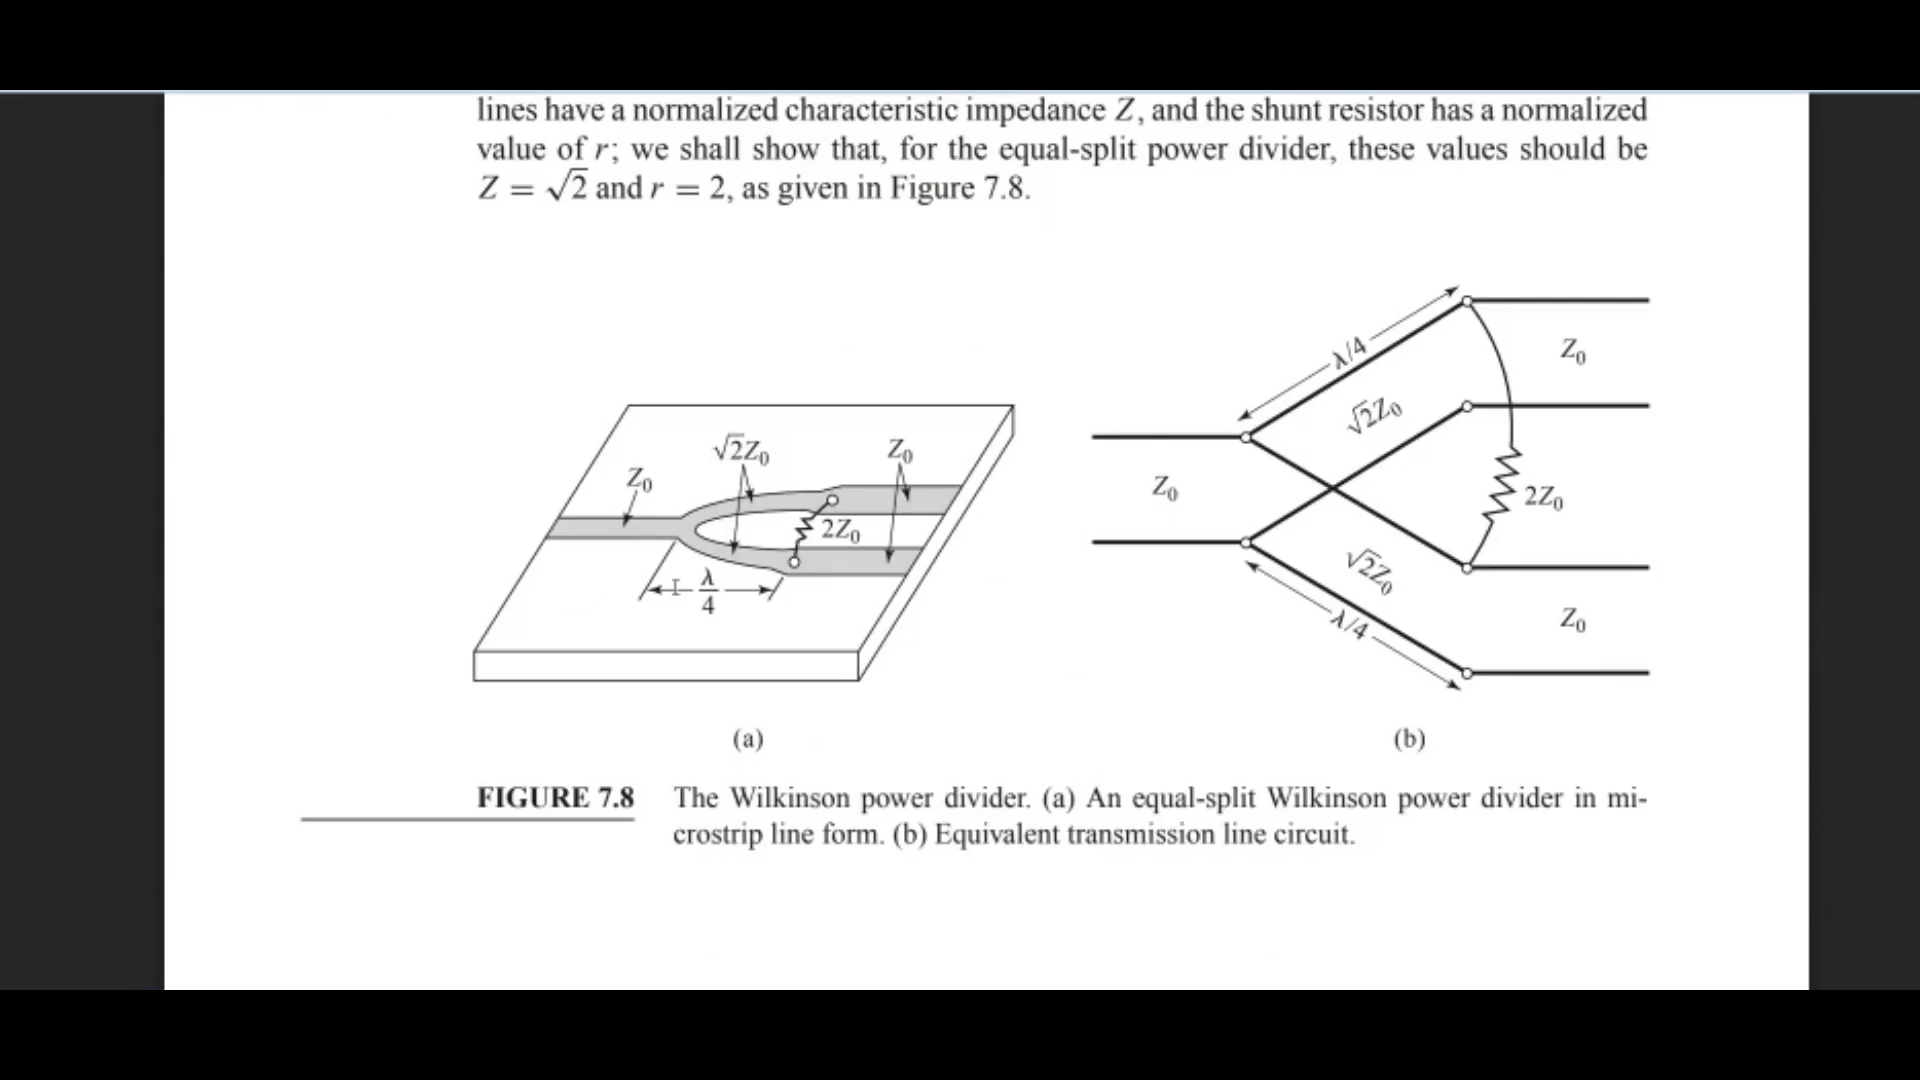 lines have a normalized characteristic impedance Z, and the shunt resistor has a normalized
value of r; we shall show that, for the equal-split power divider, these values should be
Z = √2 and r = 2, as given in Figure 7.8.
√2Z₀
Z₀
Z₀
2Z₀
λ
4
(a)
λ/4
Z₀
√2Z₀
Z₀
2Z₀
√2Z₀
λ/4
Z₀
(b)
FIGURE 7.8 The Wilkinson power divider. (a) An equal-split Wilkinson power divider in mi-
crostrip line form. (b) Equivalent transmission line circuit.